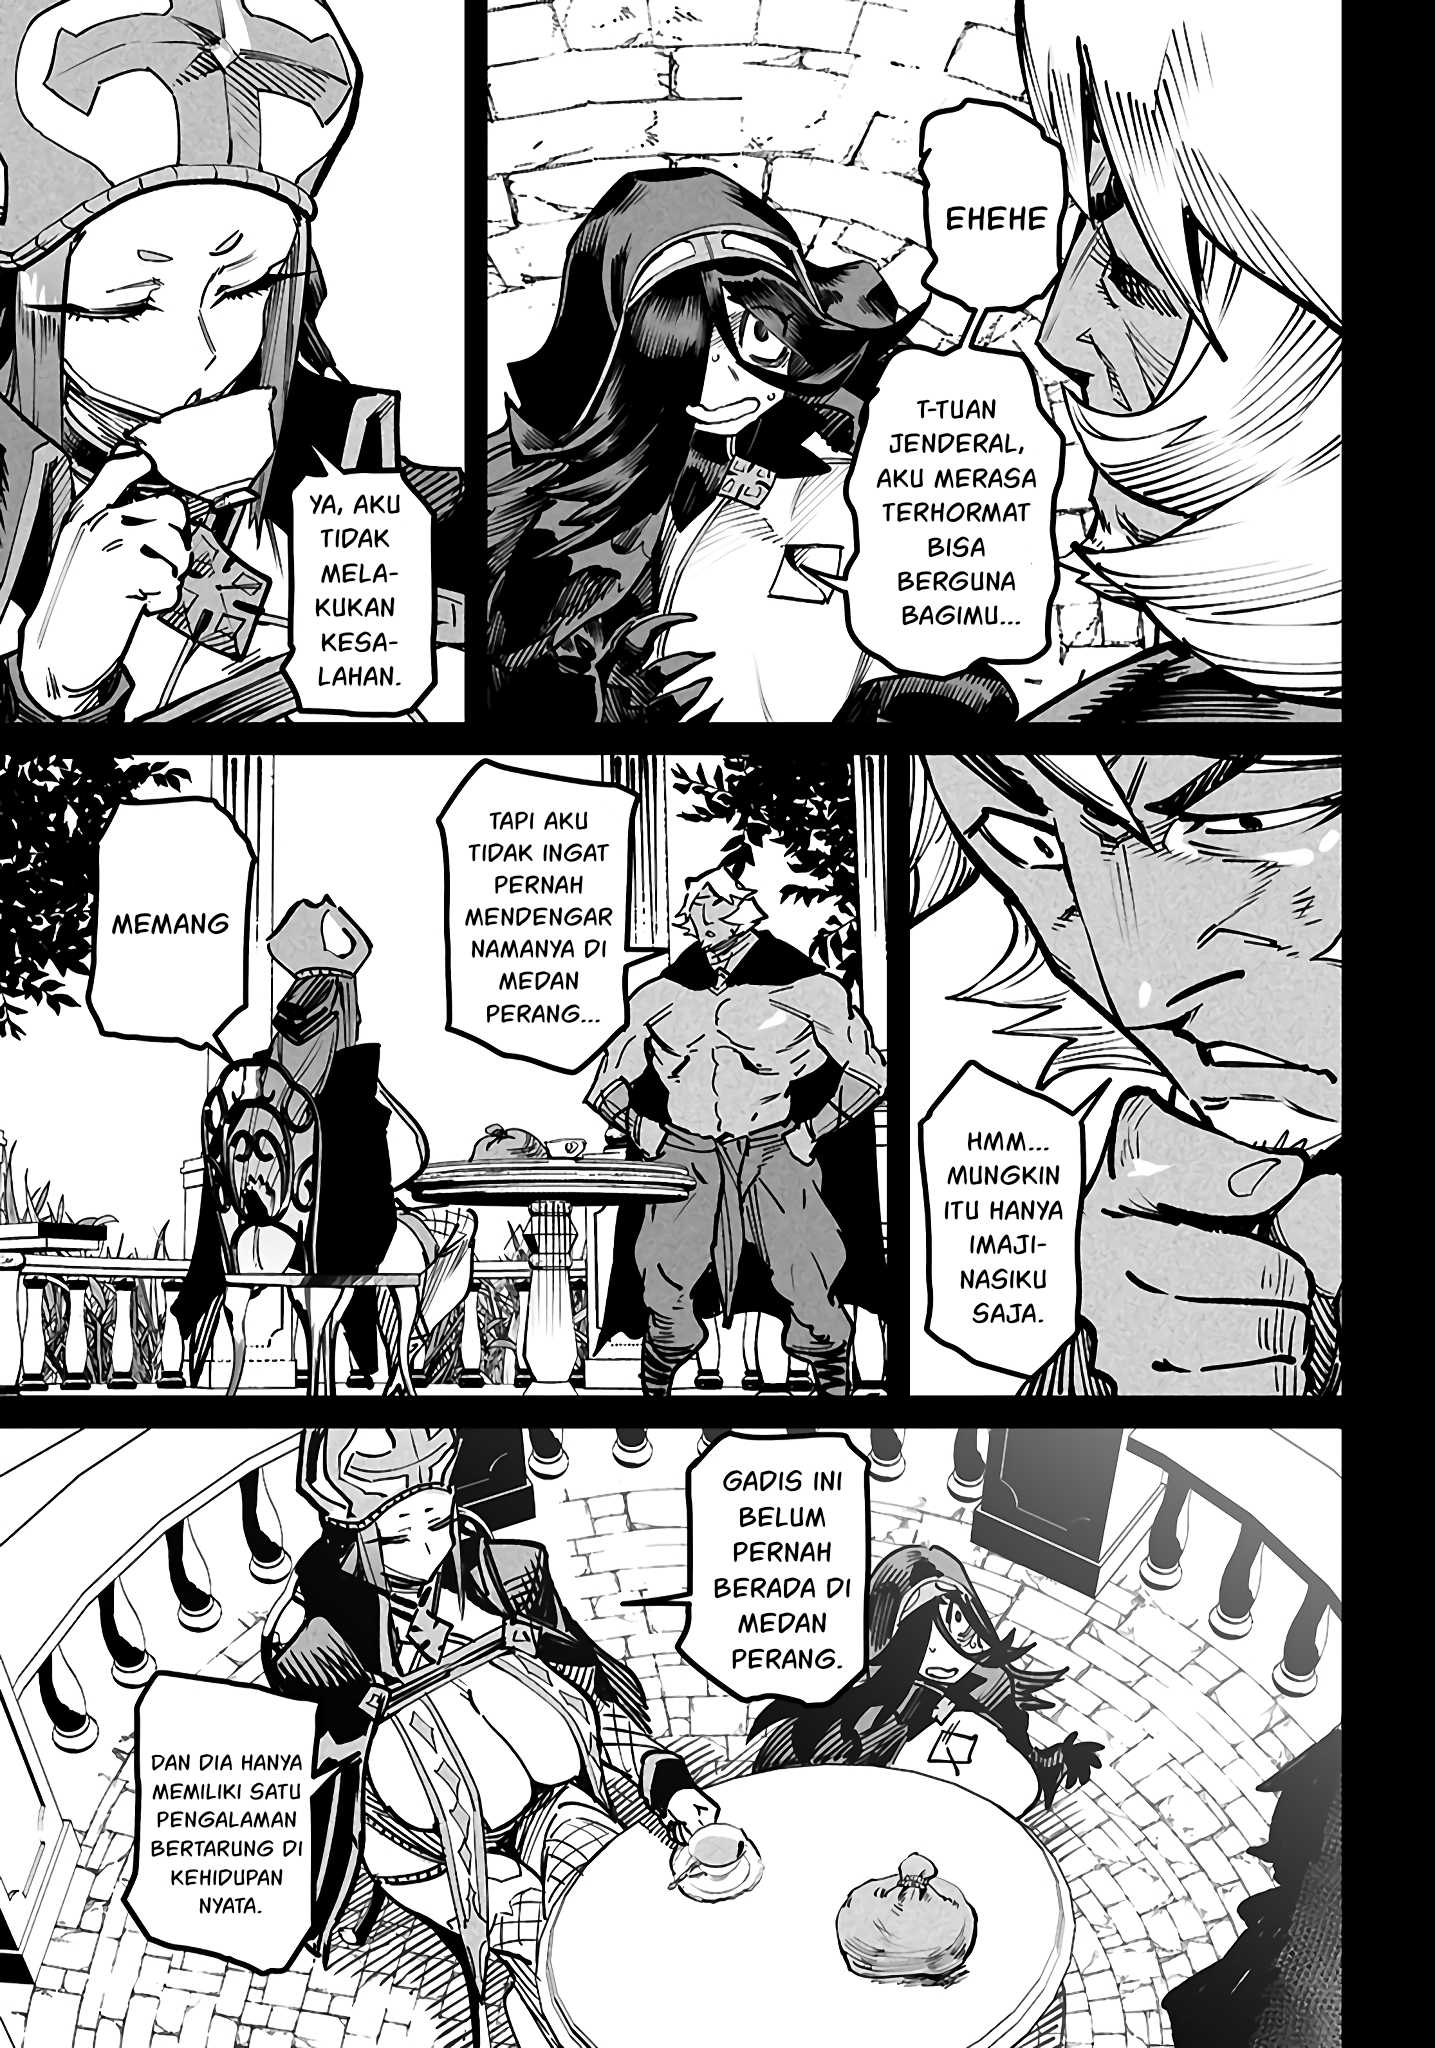 EHEHE
T-TUAN
JENDERAL,
AKU MERASA
TERHORMAT
BISA
BERGUNA
BAGIMU...
YA, AKU
TIDAK
MELA-
KUKAN
KESA-
LAHAN.
HMM...
MUNGKIN
ITU HANYA
IMAJI-
NASIKU
SAJA.
TAPI AKU
TIDAK INGAT
PERNAH
MENDENGAR
NAMANYA DI
MEDAN
PERANG...
MEMANG
GADIS INI
BELUM
PERNAH
BERADA DI
MEDAN
PERANG.
DAN DIA HANYA
MEMILIKI SATU
PENGALAMAN
BERTARUNG DI
KEHIDUPAN
NYATA.